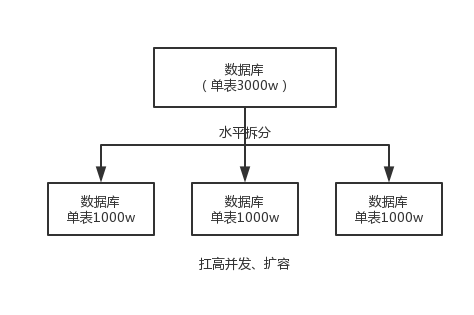 数据库
（单表3000w）
水平拆分
数据库
单表1000w
数据库
单表1000w
数据库
单表1000w
扛高并发、扩容